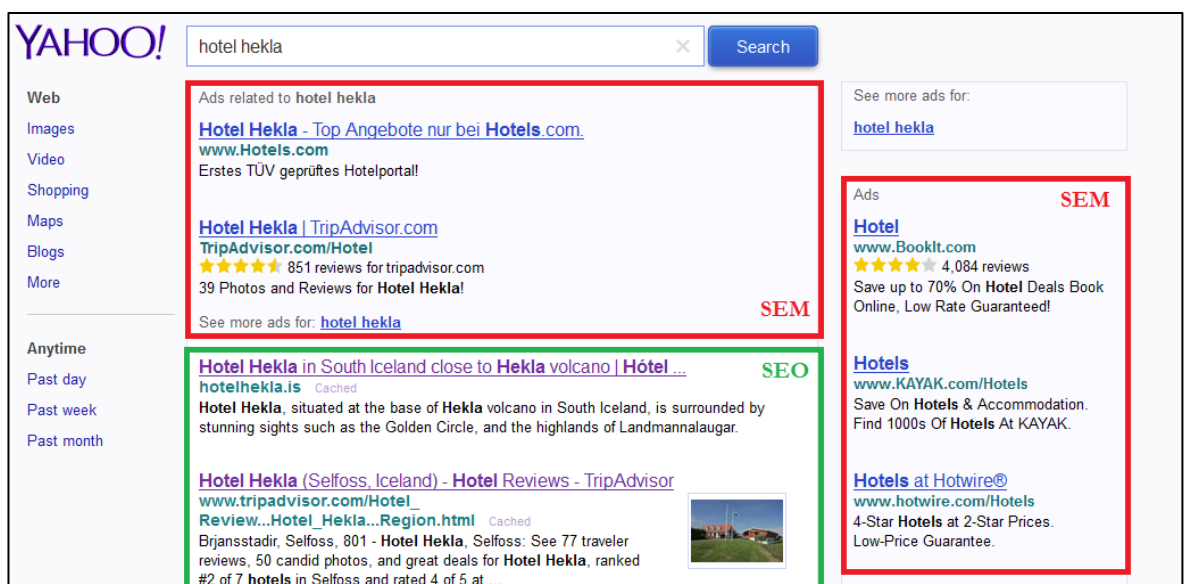 YAHOO!
hotel hekla
Search
Web
Images
Video
Shopping
Maps
Blogs
More
Anytime
Past day
Past week
Past month
Ads related to hotel hekla
Hotel Hekla - Top Angebote nur bei Hotels.com.
www.Hotels.com
Erstes TÜV geprüftes Hotelportal!
Hotel Hekla | TripAdvisor.com
TripAdvisor.com/Hotel
851 reviews for tripadvisor.com
39 Photos and Reviews for Hotel Hekla!
See more ads for: hotel hekla
SEM
Hotel Hekla in South Iceland close to Hekla volcano | Hótel ...
SEO
hotelhekla.is Cached
Hotel Hekla, situated at the base of Hekla volcano in South Iceland, is surrounded by
stunning sights such as the Golden Circle, and the highlands of Landmannalaugar.
Hotel Hekla (Selfoss, Iceland) - Hotel Reviews - TripAdvisor
www.tripadvisor.com/Hotel_
Review...Hotel_Hekla...Region.html Cached
Brjansstadir, Selfoss, 801 - Hotel Hekla, Selfoss: See 77 traveler
reviews, 50 candid photos, and great deals for Hotel Hekla, ranked
#2 of 7 hotels in Selfoss and rated 4 of 5 at ...
See more ads for:
hotel hekla
Ads
SEM
Hotel
www.BookIt.com
4,084 reviews
Save up to 70% On Hotel Deals Book
Online, Low Rate Guaranteed!
Hotels
www.KAYAK.com/Hotels
Save On Hotels & Accommodation.
Find 1000s Of Hotels At KAYAK.
Hotels at Hotwire®
www.hotwire.com/Hotels
4-Star Hotels at 2-Star Prices.
Low-Price Guarantee.